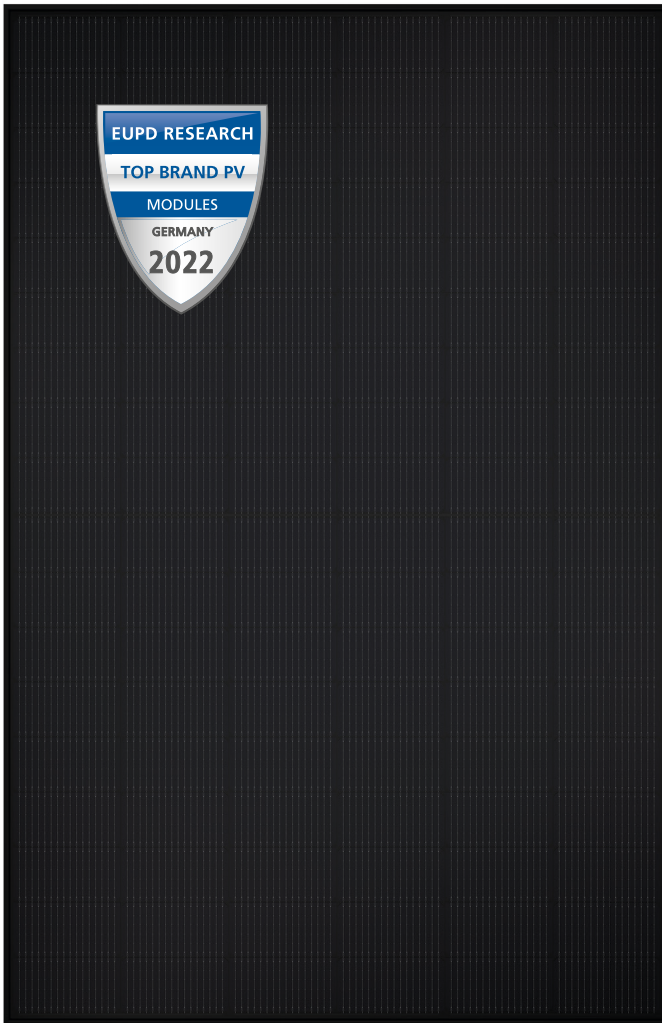 EUPD RESEARCH
TOP BRAND PV
MODULES
GERMANY
2022